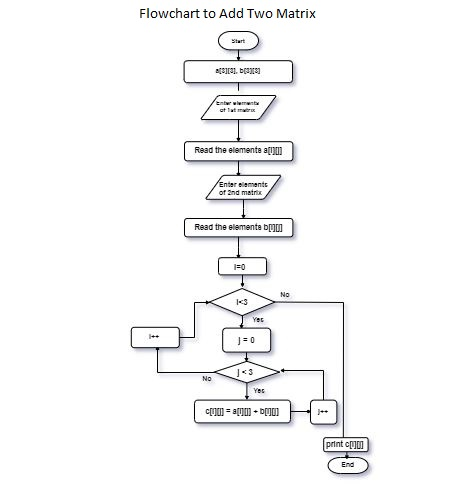 Flowchart to Add Two Matrix
Start
a[3][3], b[3][3]
Enter elements
of 1st matrix
Read the elements a[i][j]
Enter elements
of 2nd matrix
Read the elements b[i][j]
i=0
i<3
No
Yes
i++
j = 0
j < 3
No
Yes
c[i][j] = a[i][j] + b[i][j]
j++
print c[i][j]
End